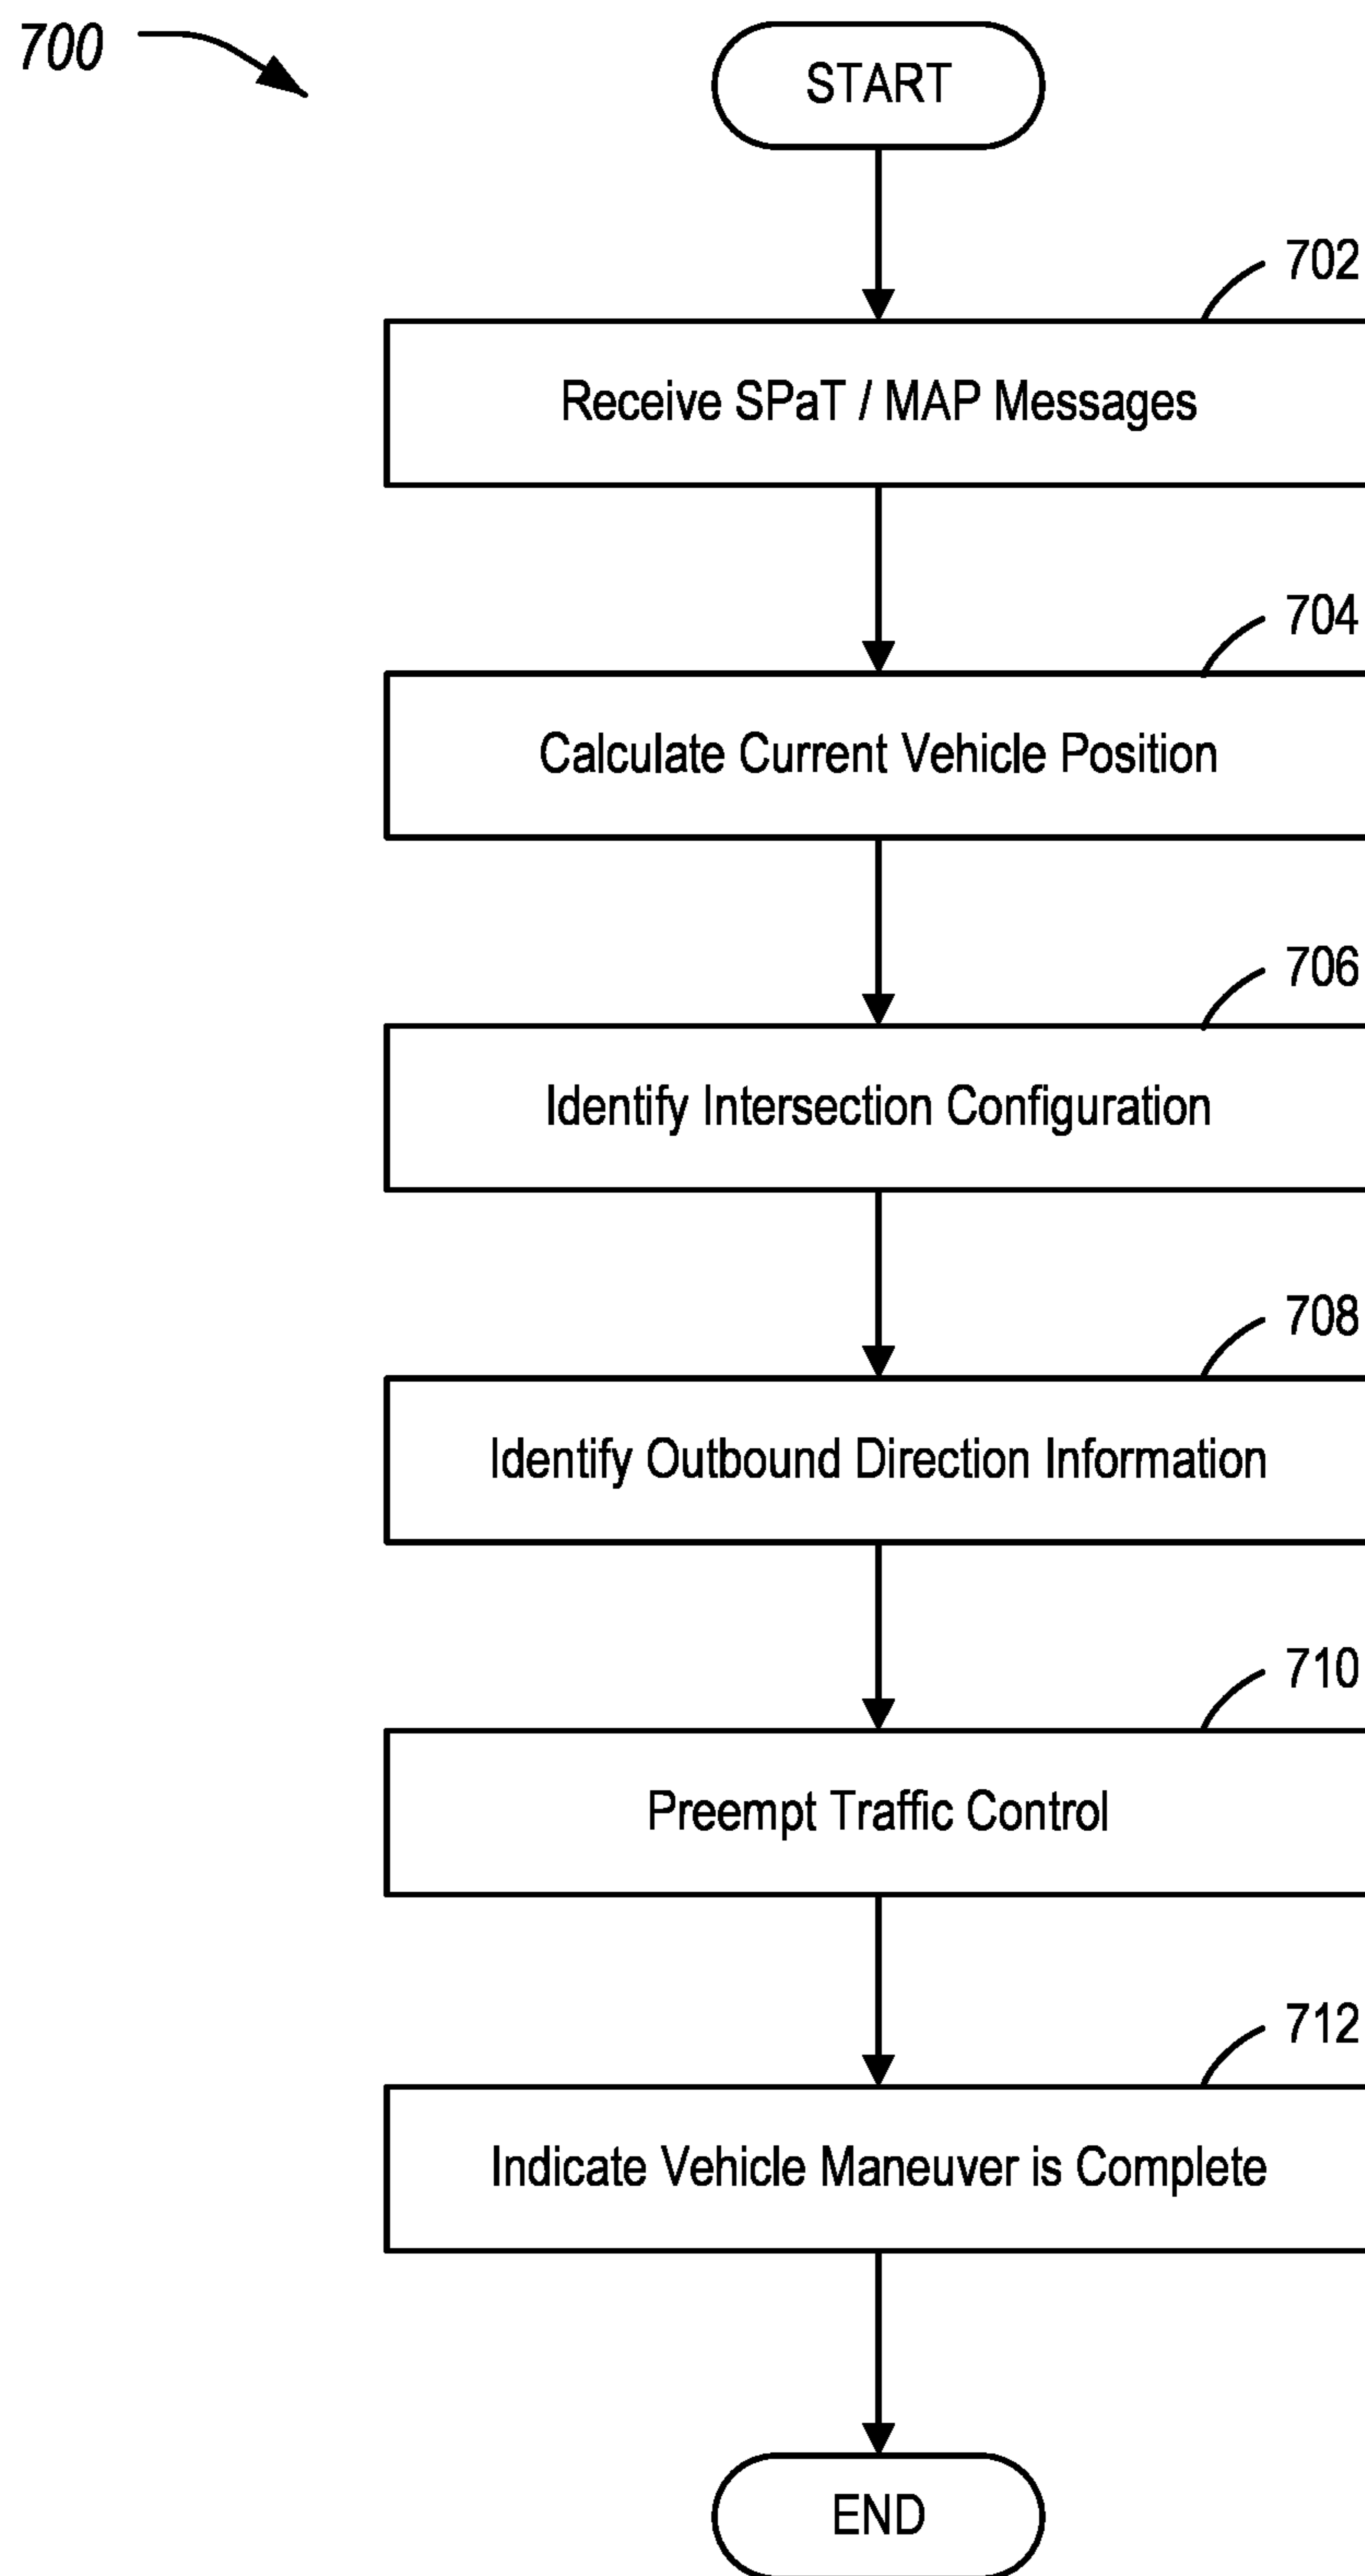 700
START
702
Receive SPaT / MAP Messages
704
Calculate Current Vehicle Position
706
Identify Intersection Configuration
708
Identify Outbound Direction Information
710
Preempt Traffic Control
712
Indicate Vehicle Maneuver is Complete
END